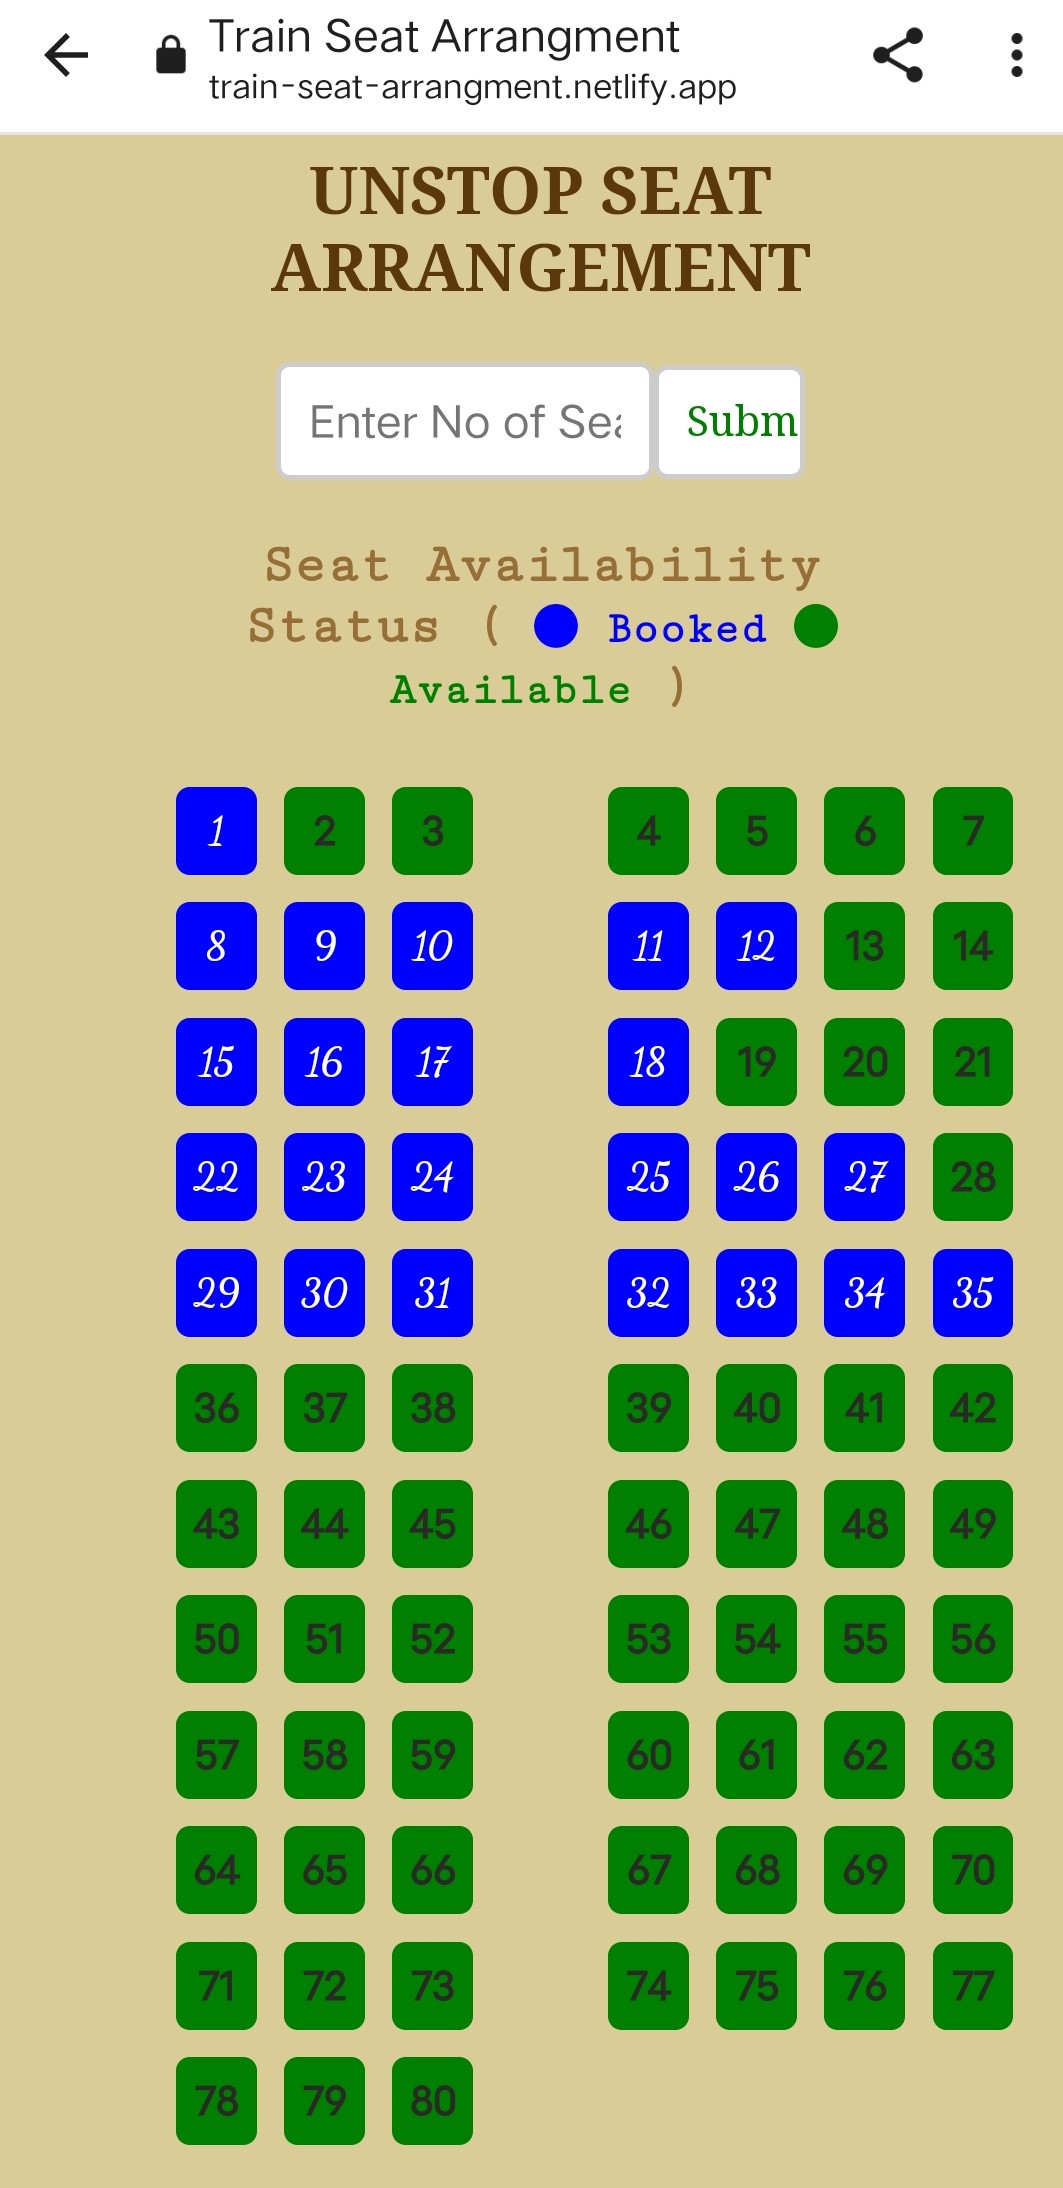 Train Seat Arrangment
train-seat-arrangment.netlify.app
UNSTOP SEAT
ARRANGEMENT
Enter No of Sea Subm
Seat Availability
Status ( Booked
Available )
1 2 3 4 5 6 7
8 9 10 11 12 13 14
15 16 17 18 19 20 21
22 23 24 25 26 27 28
29 30 31 32 33 34 35
36 37 38 39 40 41 42
43 44 45 46 47 48 49
50 51 52 53 54 55 56
57 58 59 60 61 62 63
64 65 66 67 68 69 70
71 72 73 74 75 76 77
78 79 80